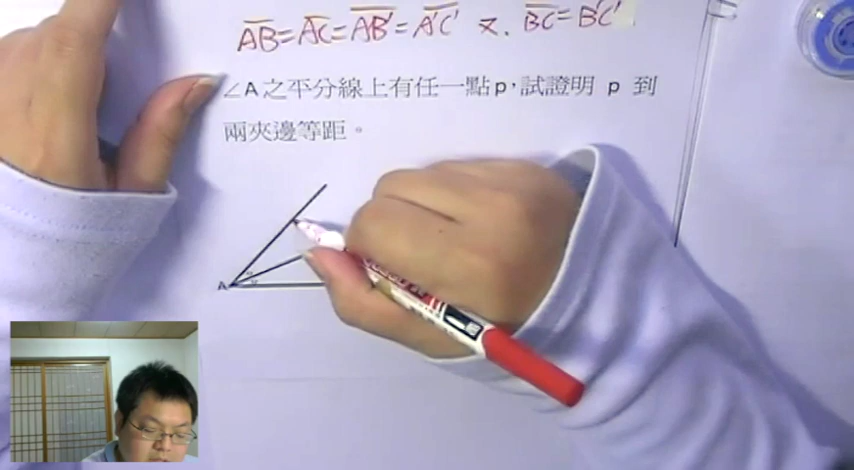 AB=AC=AB'=A'C' 又. BC=B'C'
∠A之平分線上有任一點p,試證明 p 到
兩夾邊等距。
A